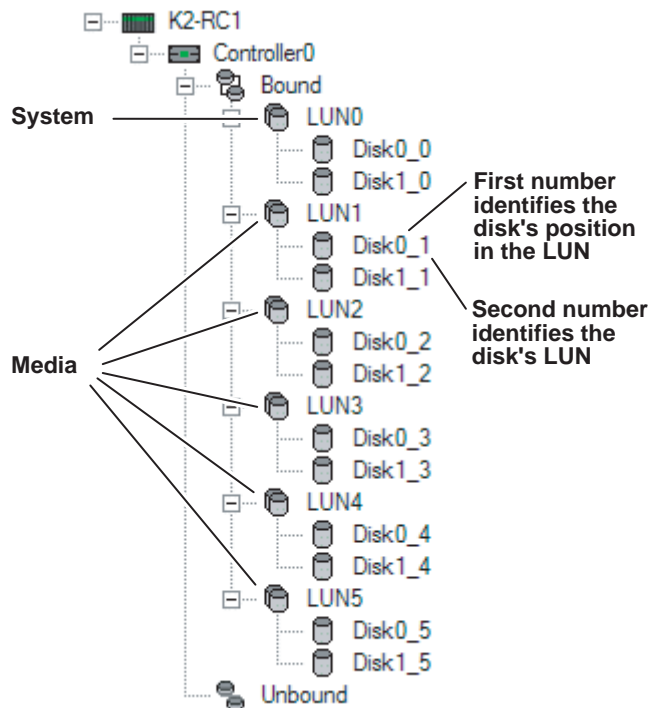 K2-RC1
Controller0
Bound
System
LUN0
Disk0_0
Disk1_0
First number
identifies the
disk's position
in the LUN
LUN1
Disk0_1
Disk1_1
Second number
identifies the
disk's LUN
LUN2
Disk0_2
Disk1_2
Media
LUN3
Disk0_3
Disk1_3
LUN4
Disk0_4
Disk1_4
LUN5
Disk0_5
Disk1_5
Unbound